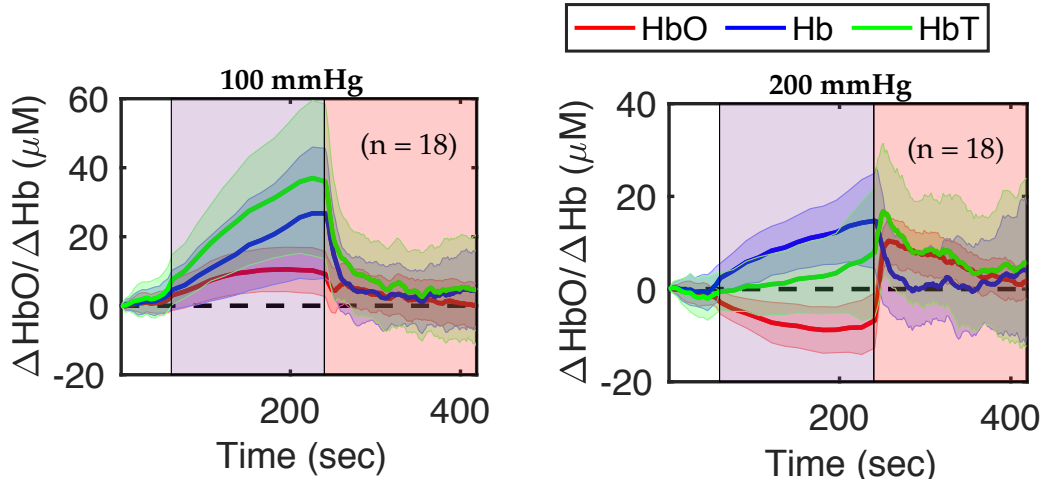 HbO Hb HbT
100 mmHg
200 mmHg
ΔHbO/ΔHb (μM)
60
40
20
0
-20
(n = 18)
200
400
Time (sec)
ΔHbO/ΔHb (μM)
40
20
0
-20
(n = 18)
200
400
Time (sec)